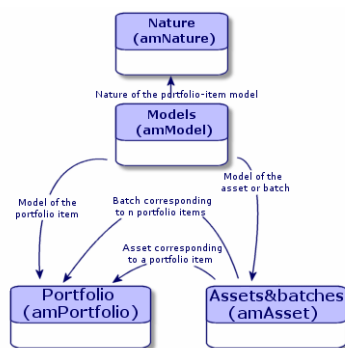 Nature
(amNature)
Nature of the portfolio-item model
Models
(amModel)
Model of the
portfolio item
Batch corresponding
to n portfolio items
Model of the
asset or batch
Asset corresponding
to a portfolio item
Portfolio
(amPortfolio)
Assets&batches
(amAsset)